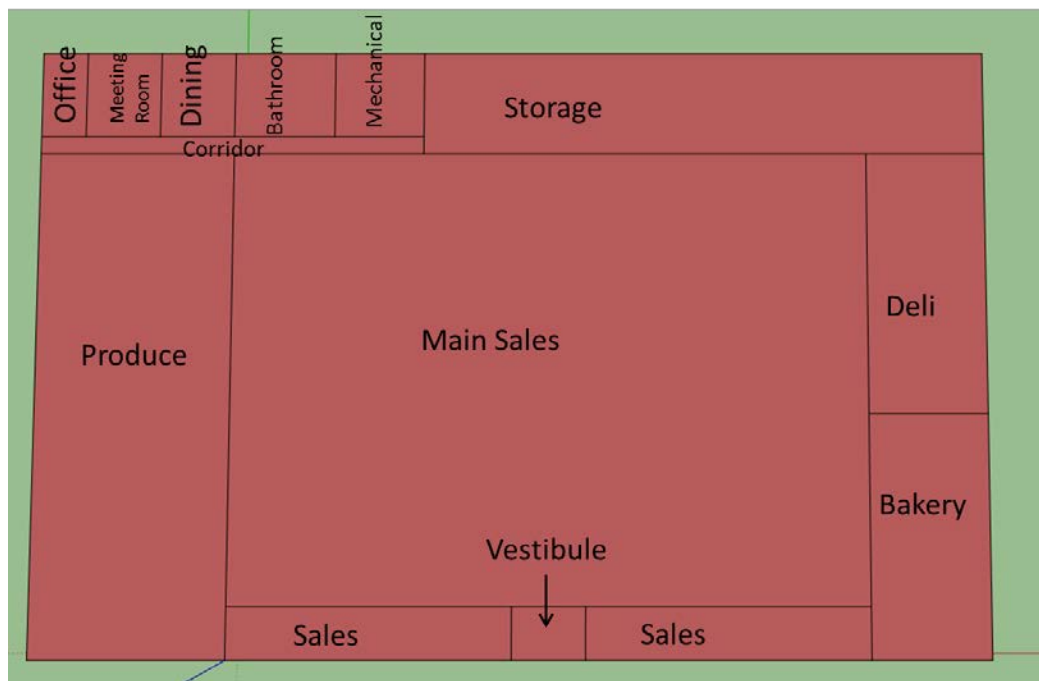 Office
Meeting
Room
Dining
Bathroom
Mechanical
Storage
Corridor
Produce
Main Sales
Deli
Bakery
Vestibule
Sales
Sales